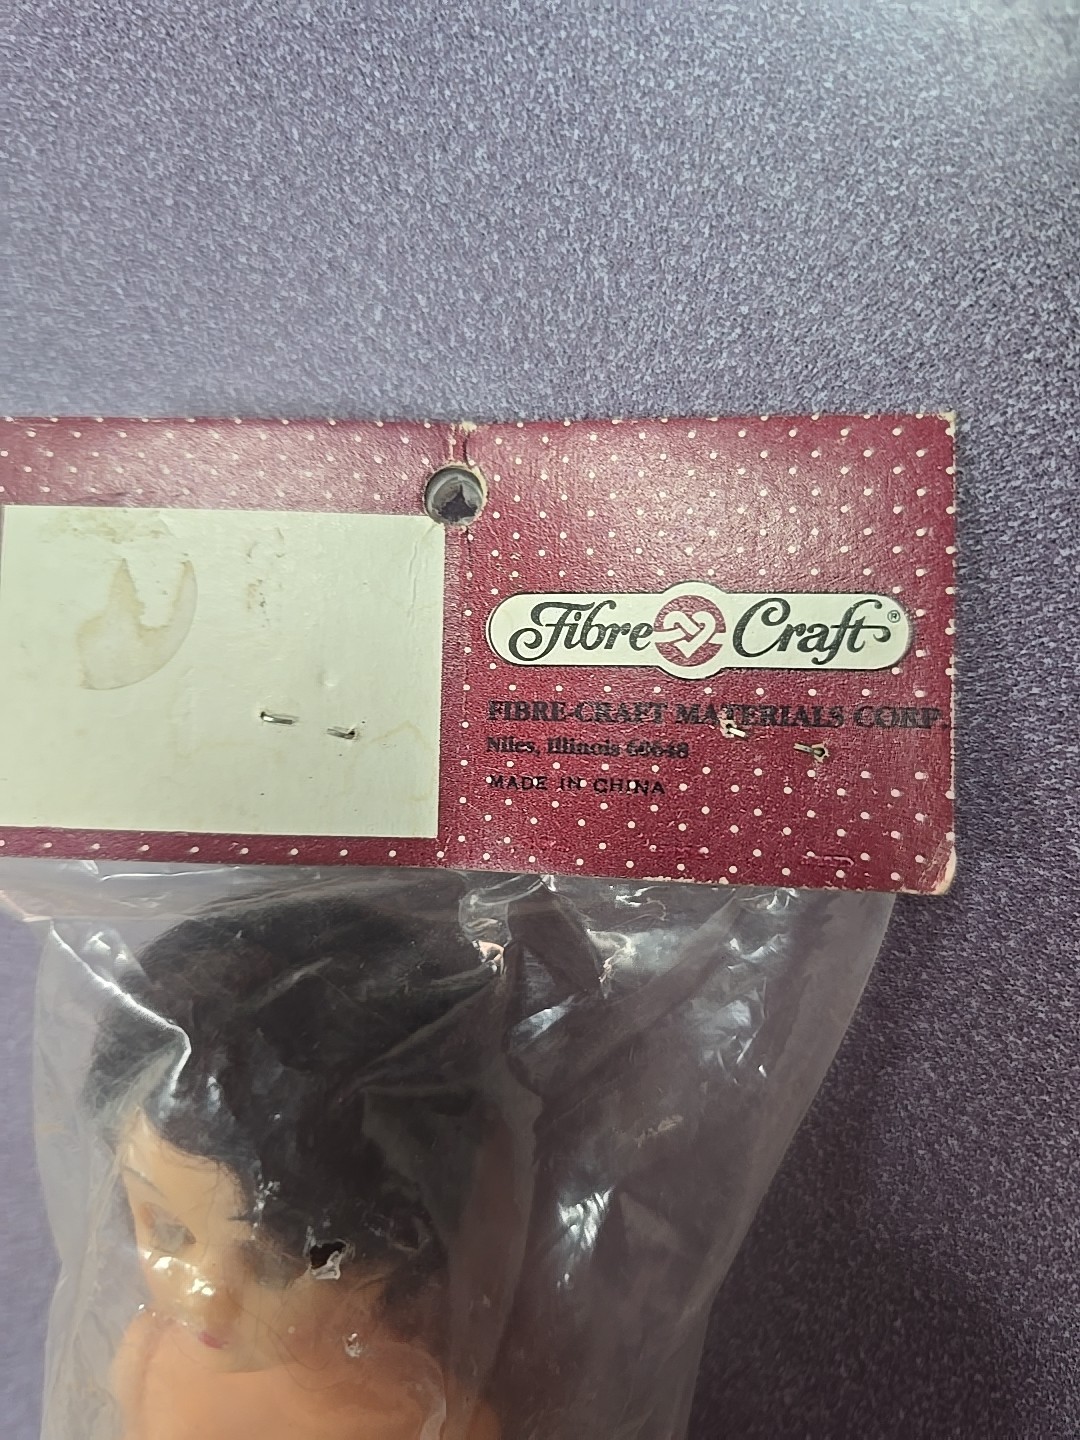 Fibre Craft®
FIBRE-CRAFT MATERIALS CORP.
Niles, Illinois 60648
MADE IN CHINA